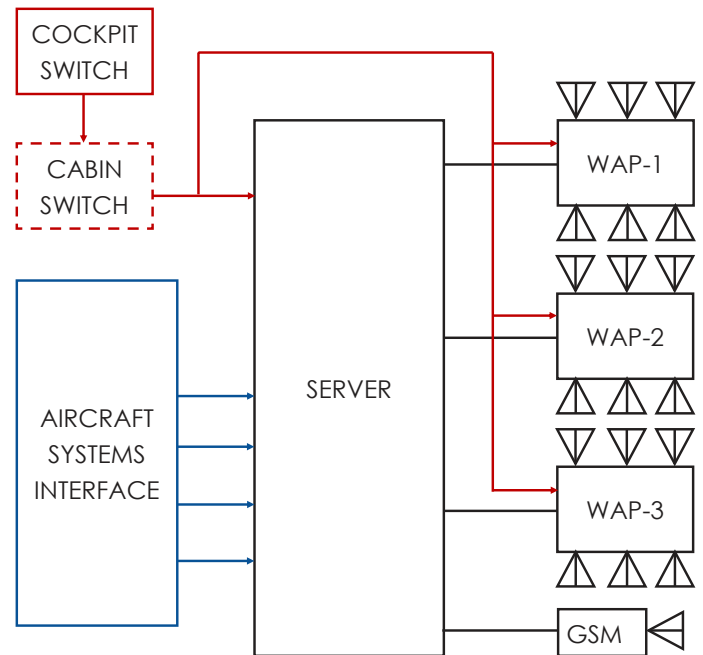 COCKPIT
SWITCH
CABIN
SWITCH
AIRCRAFT
SYSTEMS
INTERFACE
SERVER
WAP-1
WAP-2
WAP-3
GSM